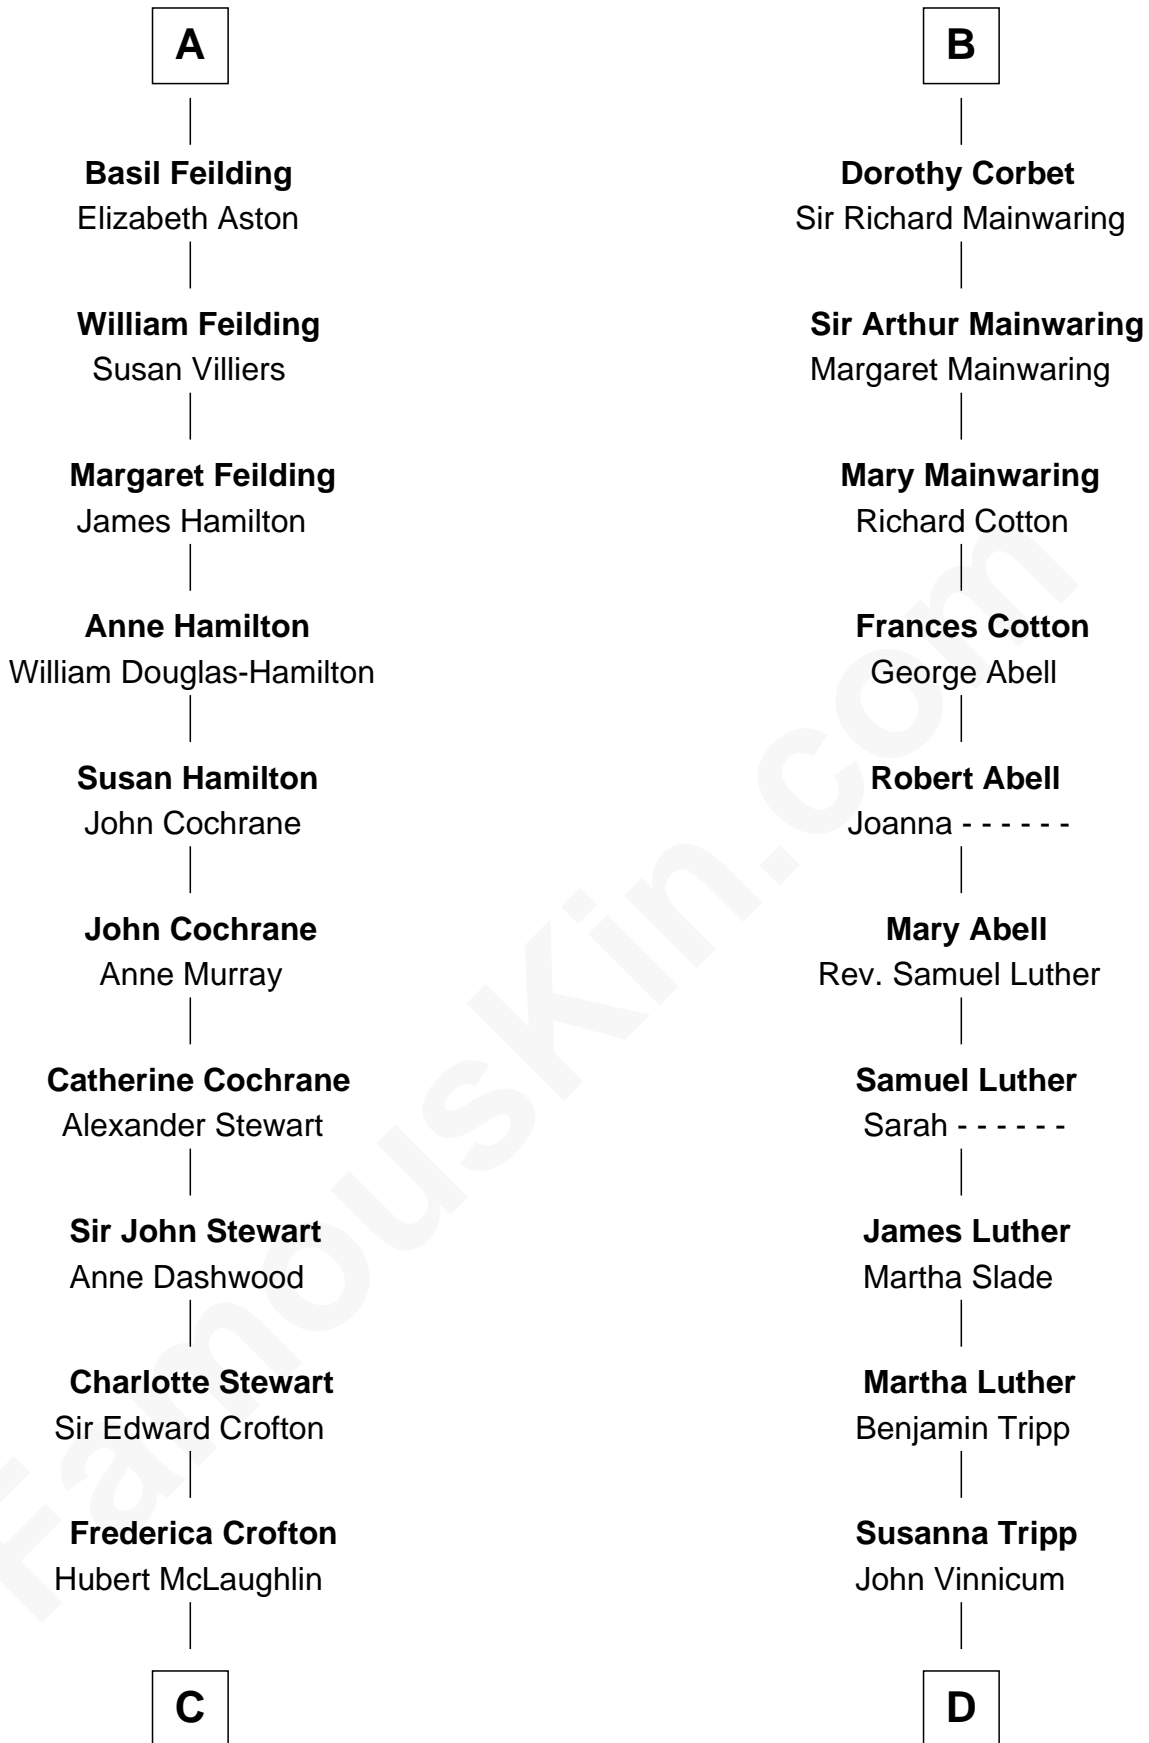 A
Basil Feilding
Elizabeth Aston
William Feilding
Susan Villiers
Margaret Feilding
James Hamilton
Anne Hamilton
William Douglas-Hamilton
Susan Hamilton
John Cochrane
John Cochrane
Anne Murray
Catherine Cochrane
Alexander Stewart
Sir John Stewart
Anne Dashwood
Charlotte Stewart
Sir Edward Crofton
Frederica Crofton
Hubert McLaughlin
C
B
Dorothy Corbet
Sir Richard Mainwaring
Sir Arthur Mainwaring
Margaret Mainwaring
Mary Mainwaring
Richard Cotton
Frances Cotton
George Abell
Robert Abell
Joanna - - - - - -
Mary Abell
Rev. Samuel Luther
Samuel Luther
Sarah - - - - - -
James Luther
Martha Slade
Martha Luther
Benjamin Tripp
Susanna Tripp
John Vinnicum
D
FamousKin.com